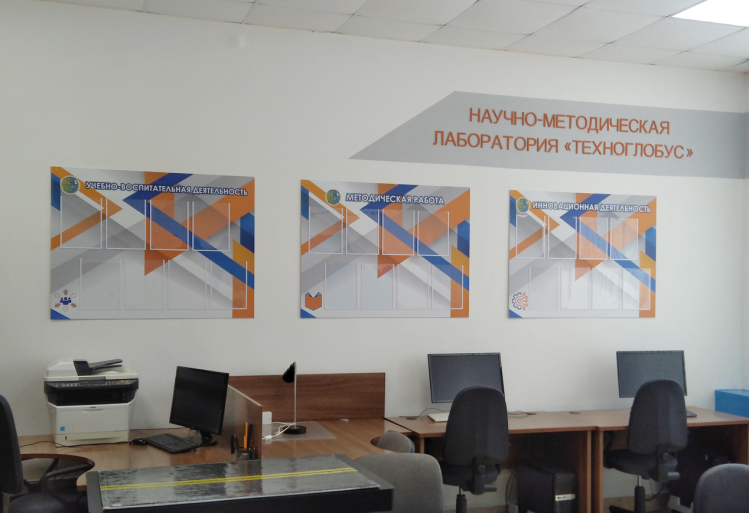 НАУЧНО-МЕТОДИЧЕСКАЯ
ЛАБОРАТОРИЯ «ТЕХНОГЛОБУС»
УЧЕБНО-ВОСПИТАТЕЛЬНАЯ ДЕЯТЕЛЬНОСТЬ
МЕТОДИЧЕСКАЯ РАБОТА
ИННОВАЦИОННАЯ ДЕЯТЕЛЬНОСТЬ